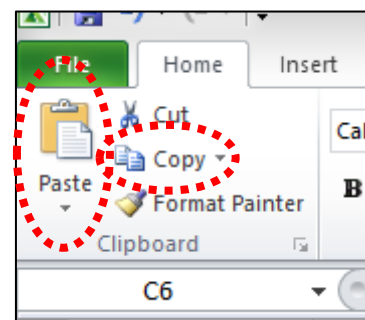 File Home Insert
Cut
Copy
Paste
Format Painter
Clipboard
B
C6